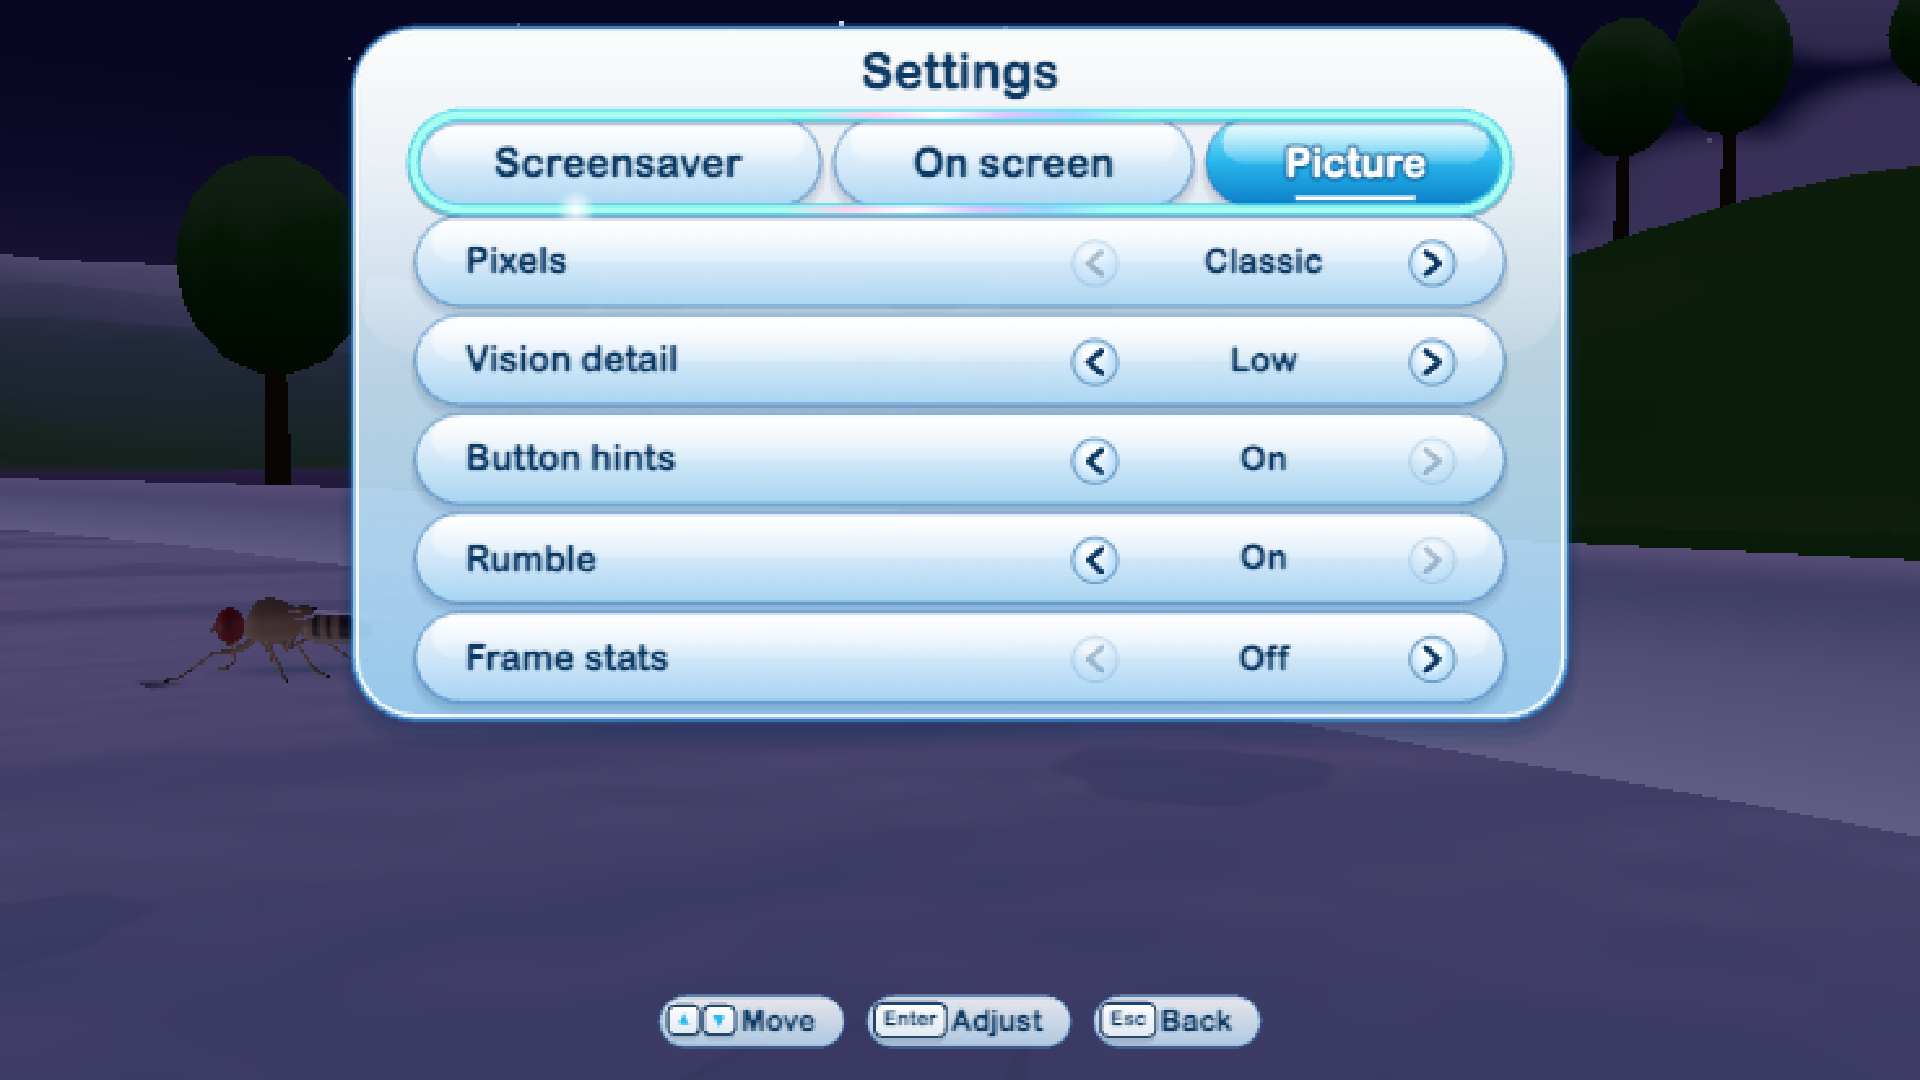 Settings
Screensaver On screen Picture
Pixels Classic
Vision detail Low
Button hints On
Rumble On
Frame stats Off
Move Enter Adjust Esc Back